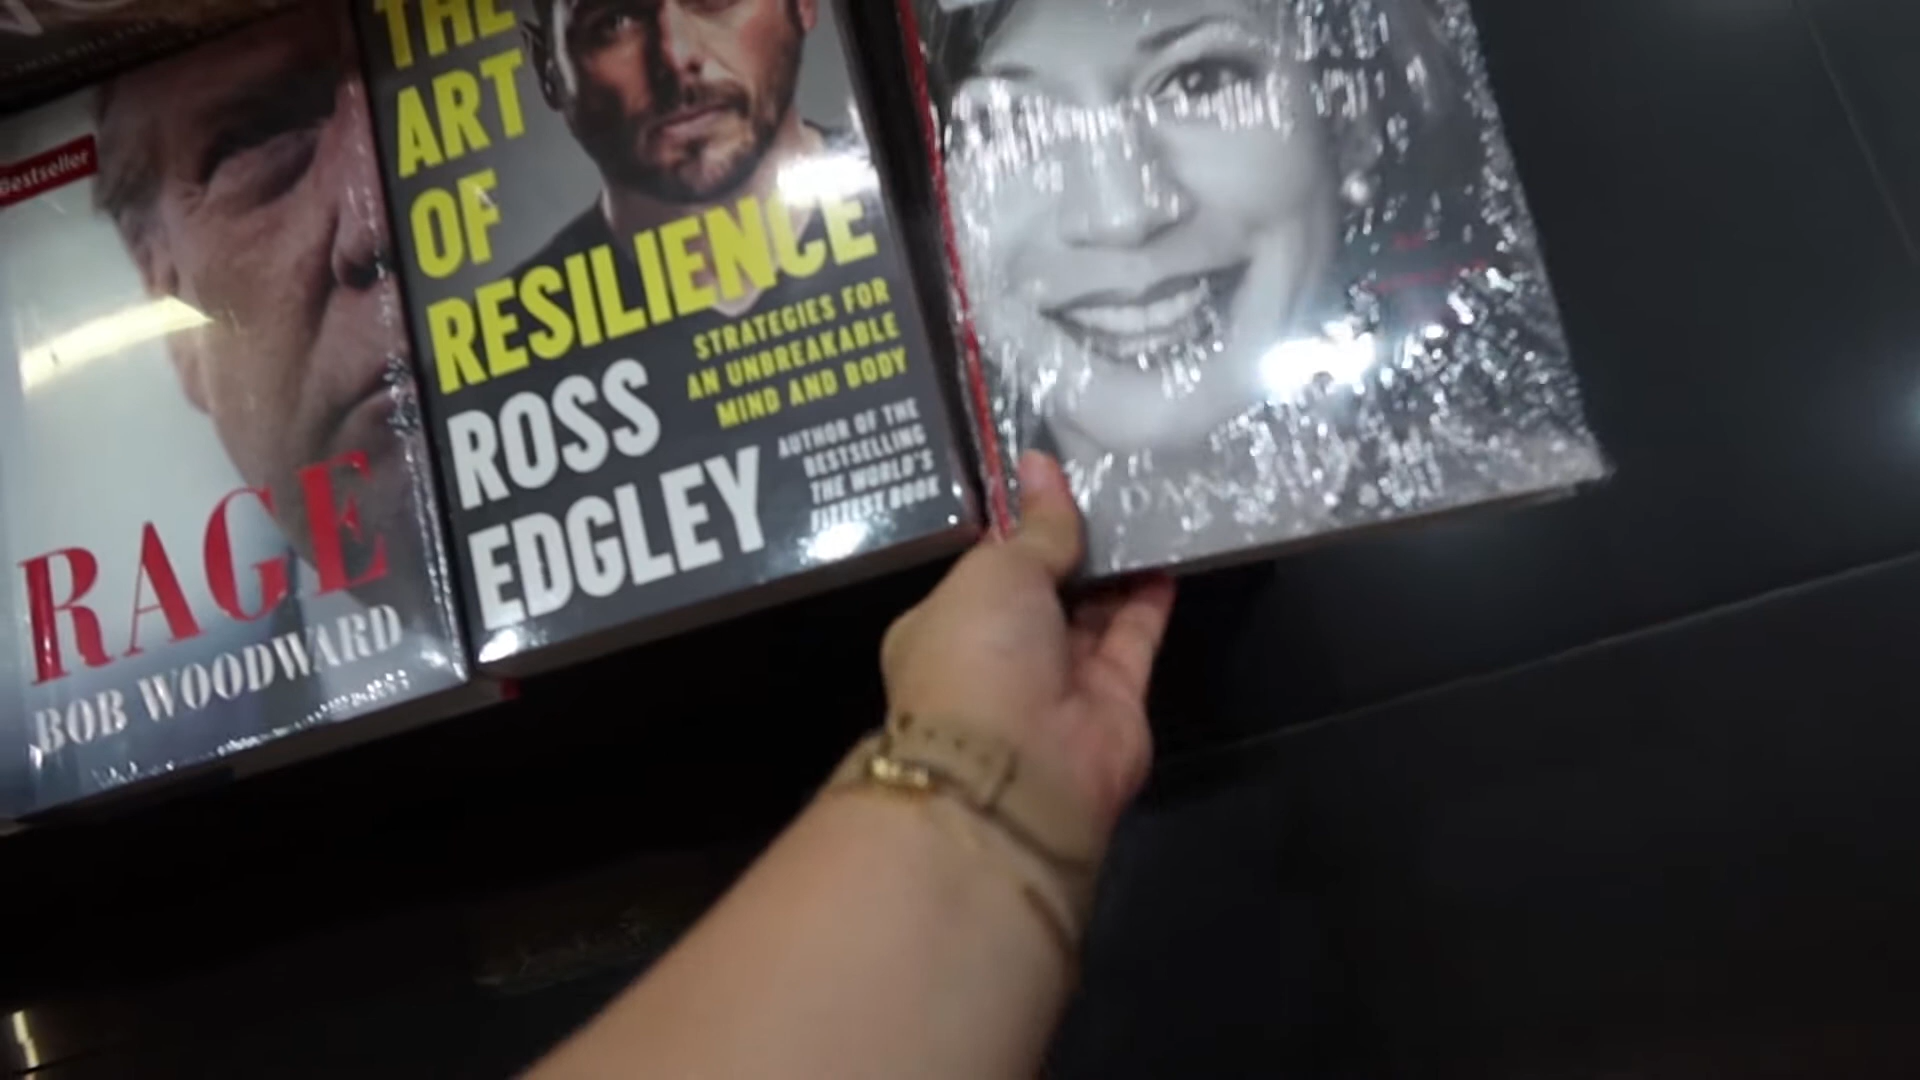 Bestseller
RAGE
BOB WOODWARD
THE
ART
OF
RESILIENCE
STRATEGIES FOR
AN UNBREAKABLE
MIND AND BODY
ROSS
EDGLEY
AUTHOR OF THE
BESTSELLING
THE WORLD'S
FITTEST BOOK
DAN